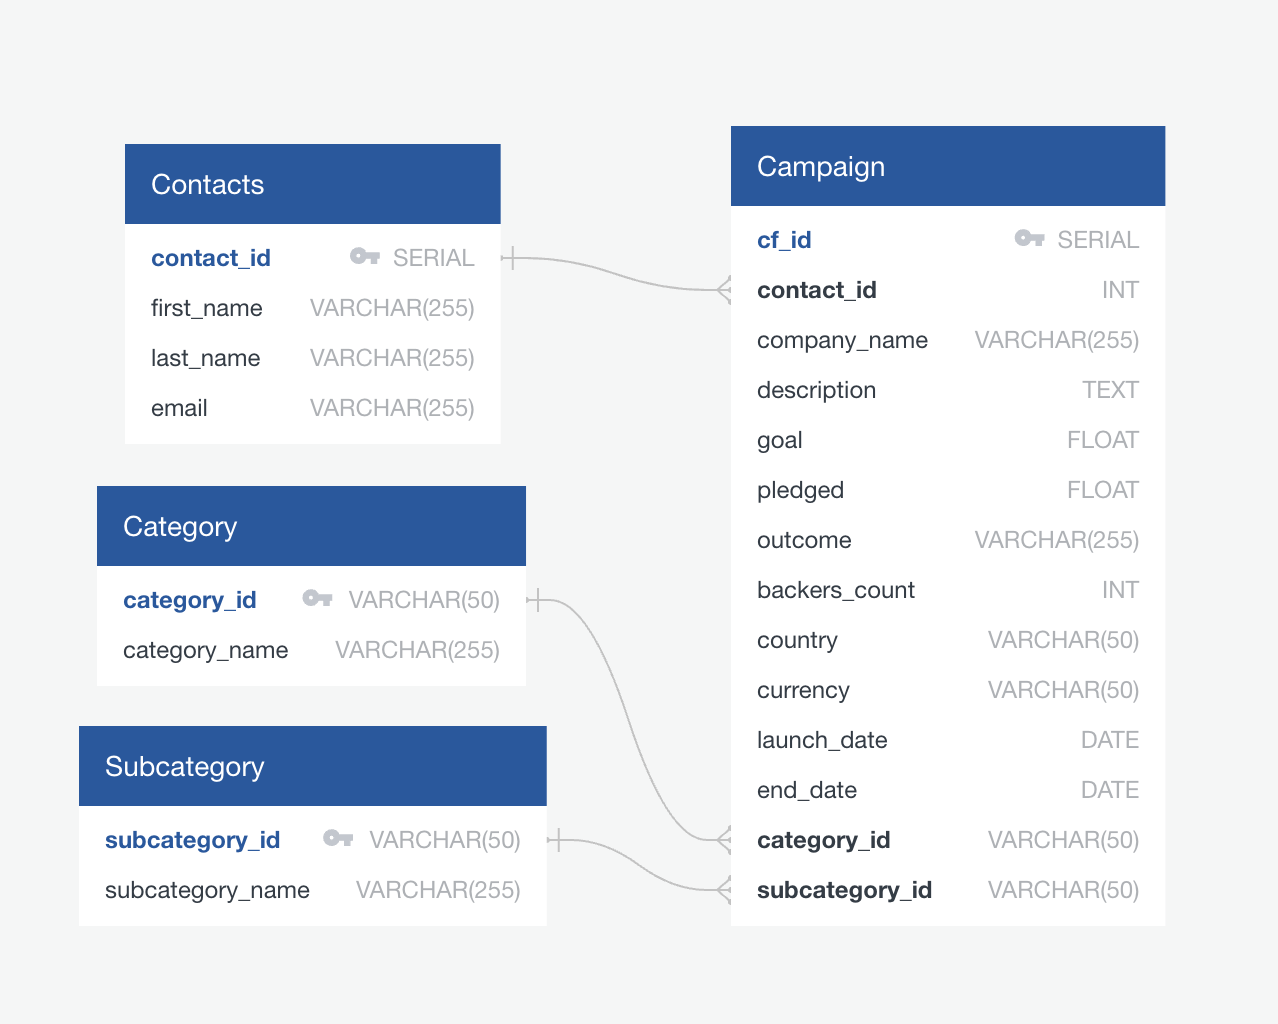 Contacts
contact_id SERIAL
first_name VARCHAR(255)
last_name VARCHAR(255)
email VARCHAR(255)
Category
category_id VARCHAR(50)
category_name VARCHAR(255)
Subcategory
subcategory_id VARCHAR(50)
subcategory_name VARCHAR(255)
Campaign
cf_id SERIAL
contact_id INT
company_name VARCHAR(255)
description TEXT
goal FLOAT
pledged FLOAT
outcome VARCHAR(255)
backers_count INT
country VARCHAR(50)
currency VARCHAR(50)
launch_date DATE
end_date DATE
category_id VARCHAR(50)
subcategory_id VARCHAR(50)